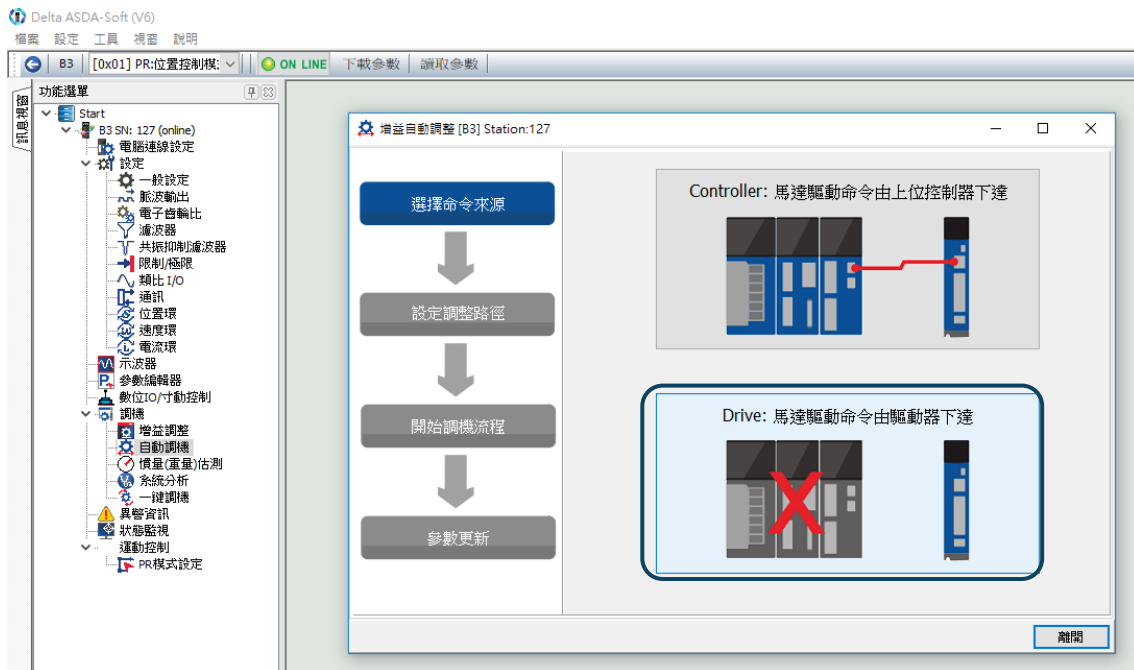 Delta ASDA-Soft (V6)
檔案 設定 工具 視窗 說明
B3 [0x01] PR:位置控制模: ON LINE 下載參數 讀取參數
訊息視窗
功能選單
Start
B3 SN: 127 (online)
電腦連線設定
設定
一般設定
脈波輸出
電子齒輪比
濾波器
共振抑制濾波器
限制/極限
類比 I/O
通訊
位置環
速度環
電流環
示波器
參數編輯器
數位IO/寸動控制
調機
增益調整
自動調機
慣量(重量)估測
系統分析
一鍵調機
異警資訊
狀態監視
運動控制
PR模式設定
增益自動調整 [B3] Station:127
選擇命令來源
設定調整路徑
開始調機流程
參數更新
Controller: 馬達驅動命令由上位控制器下達
Drive: 馬達驅動命令由驅動器下達
離開